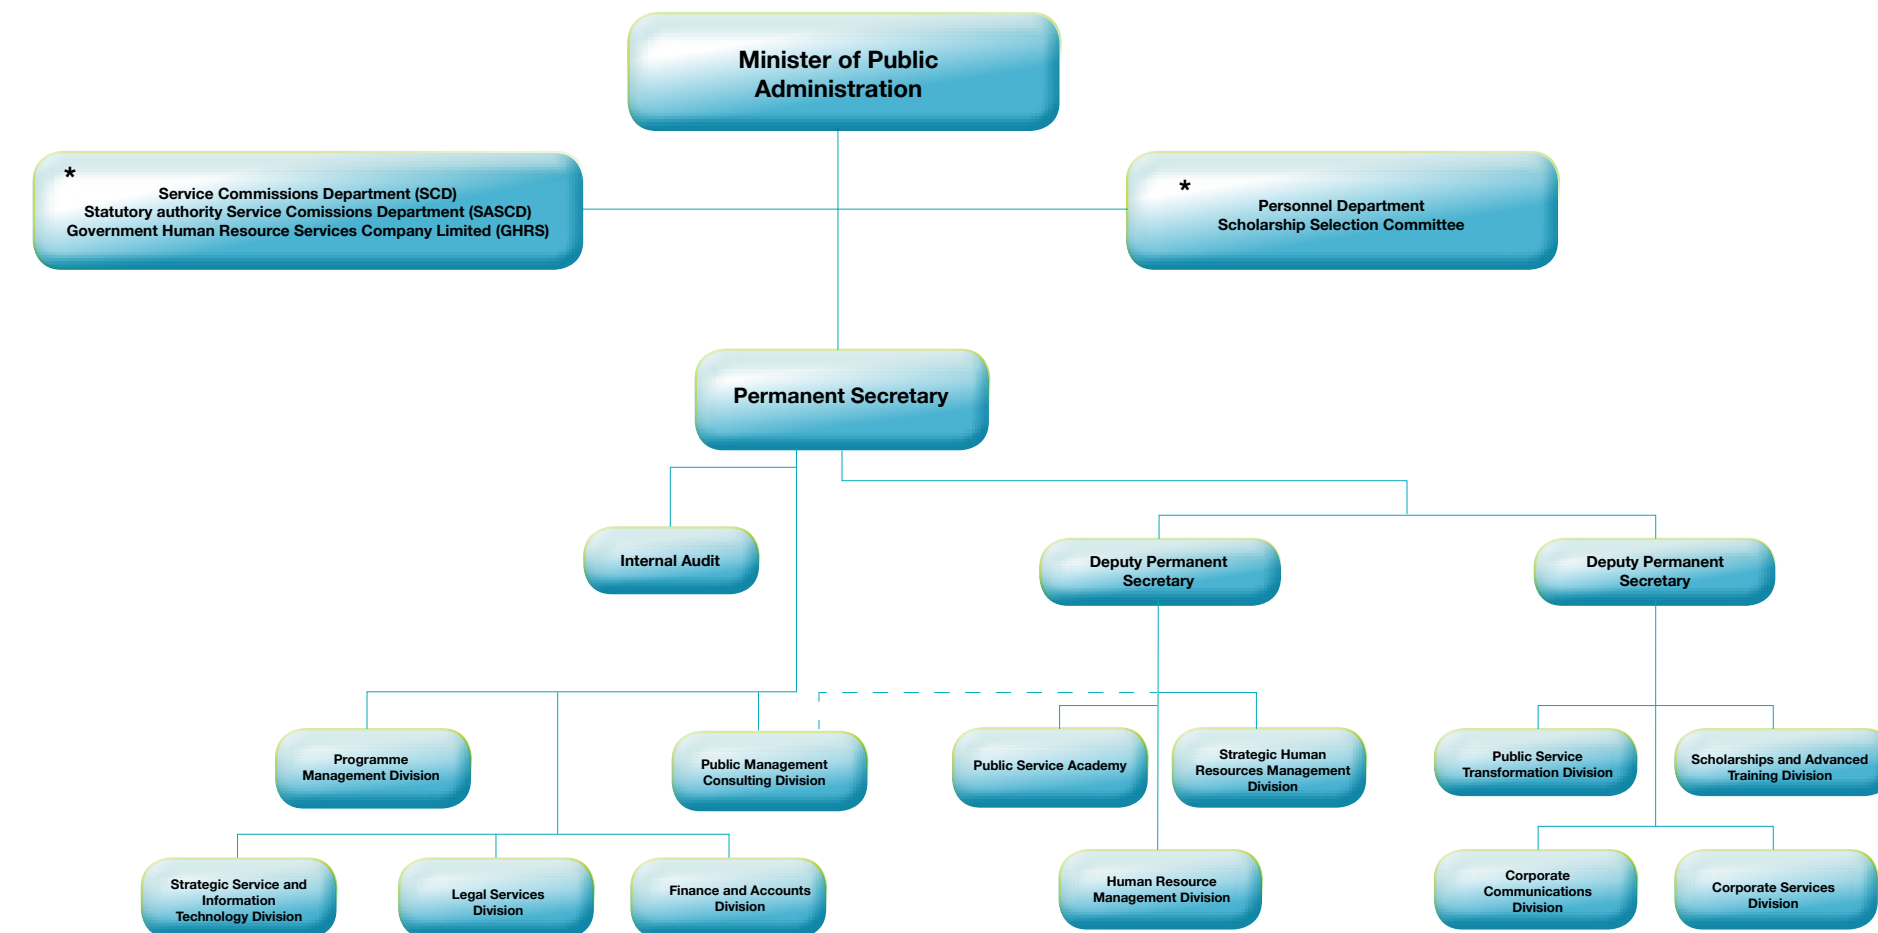 Minister of Public
Administration
*
Service Commissions Department (SCD)
Statutory authority Service Comissions Department (SASCD)
Government Human Resource Services Company Limited (GHRS)
*
Personnel Department
Scholarship Selection Committee
Permanent Secretary
Internal Audit
Deputy Permanent
Secretary
Deputy Permanent
Secretary
Programme
Management Division
Public Management
Consulting Division
Public Service Academy
Strategic Human
Resources Management
Division
Public Service
Transformation Division
Scholarships and Advanced
Training Division
Strategic Service and
Information
Technology Division
Legal Services
Division
Finance and Accounts
Division
Human Resource
Management Division
Corporate
Communications
Division
Corporate Services
Division